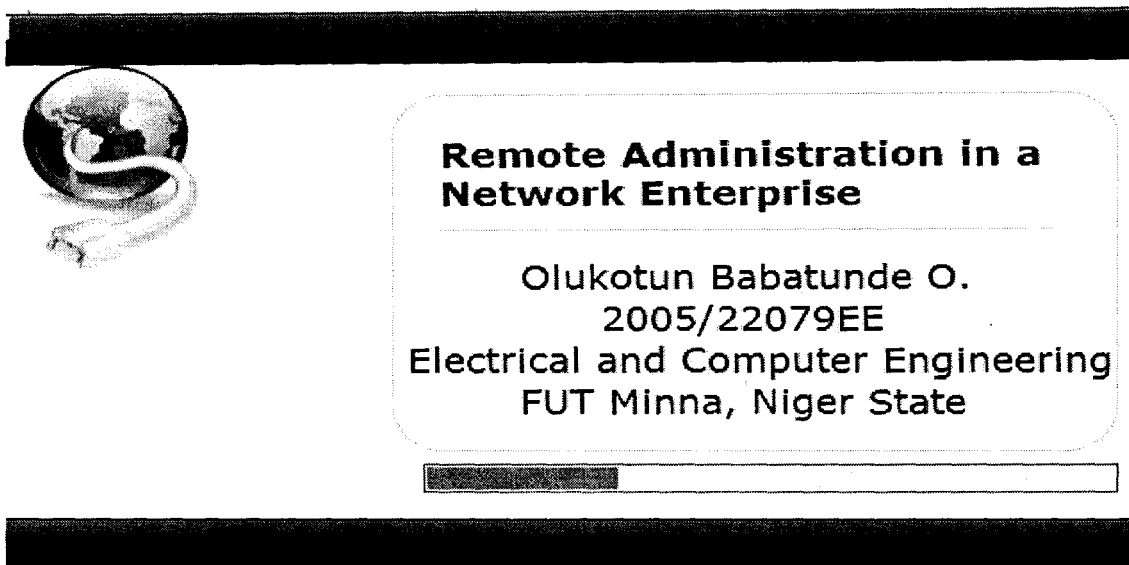 Remote Administration in a
Network Enterprise
Olukotun Babatunde O.
2005/22079EE
Electrical and Computer Engineering
FUT Minna, Niger State